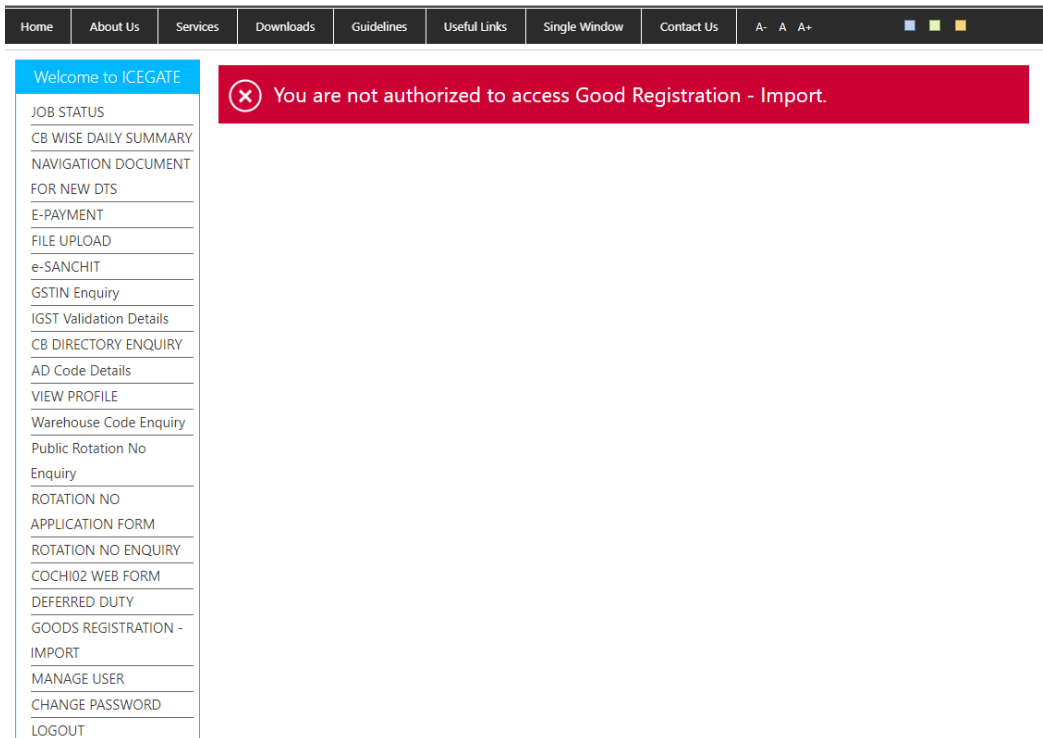 Home About Us Services Downloads Guidelines Useful Links Single Window Contact Us A- A A+
Welcome to ICEGATE
You are not authorized to access Good Registration - Import.
JOB STATUS
CB WISE DAILY SUMMARY
NAVIGATION DOCUMENT
FOR NEW DTS
E-PAYMENT
FILE UPLOAD
e-SANCHIT
GSTIN Enquiry
IGST Validation Details
CB DIRECTORY ENQUIRY
AD Code Details
VIEW PROFILE
Warehouse Code Enquiry
Public Rotation No
Enquiry
ROTATION NO
APPLICATION FORM
ROTATION NO ENQUIRY
COCHI02 WEB FORM
DEFERRED DUTY
GOODS REGISTRATION -
IMPORT
MANAGE USER
CHANGE PASSWORD
LOGOUT